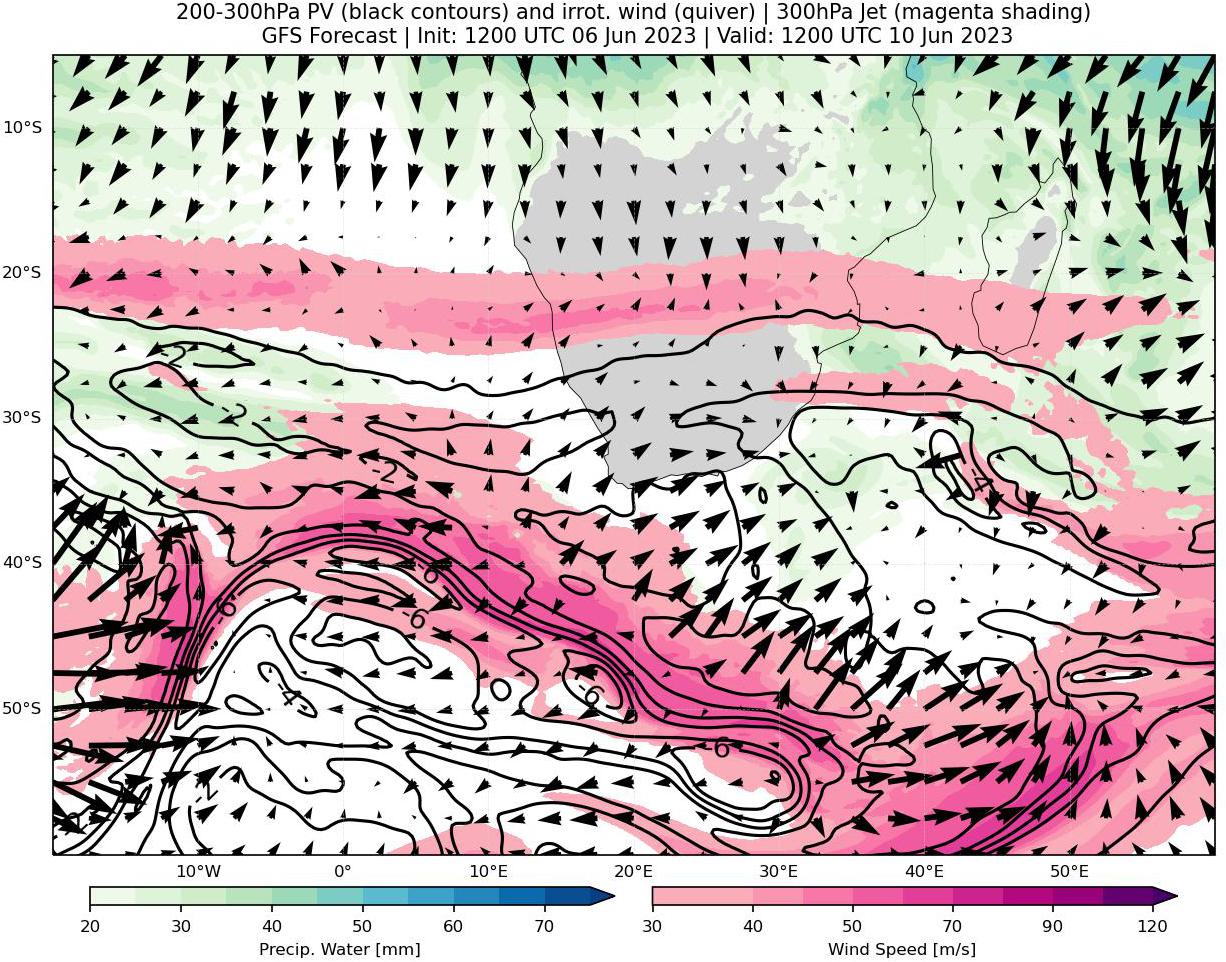 200-300hPa PV (black contours) and irrot. wind (quiver) | 300hPa Jet (magenta shading)
GFS Forecast | Init: 1200 UTC 06 Jun 2023 | Valid: 1200 UTC 10 Jun 2023
10°S
20°S
-2
-2
30°S
-2
-4
40°S
-6
-6
-6
-4
-6
50°S
-6
-2
10°W 0° 10°E 20°E 30°E 40°E 50°E
20 30 40 50 60 70 30 40 50 70 90 120
Precip. Water [mm] Wind Speed [m/s]